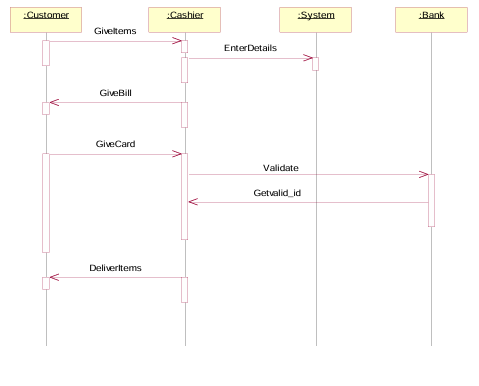 :Customer
:Cashier
:System
:Bank
GiveItems
EnterDetails
GiveBill
GiveCard
Validate
Getvalid_id
DeliverItems